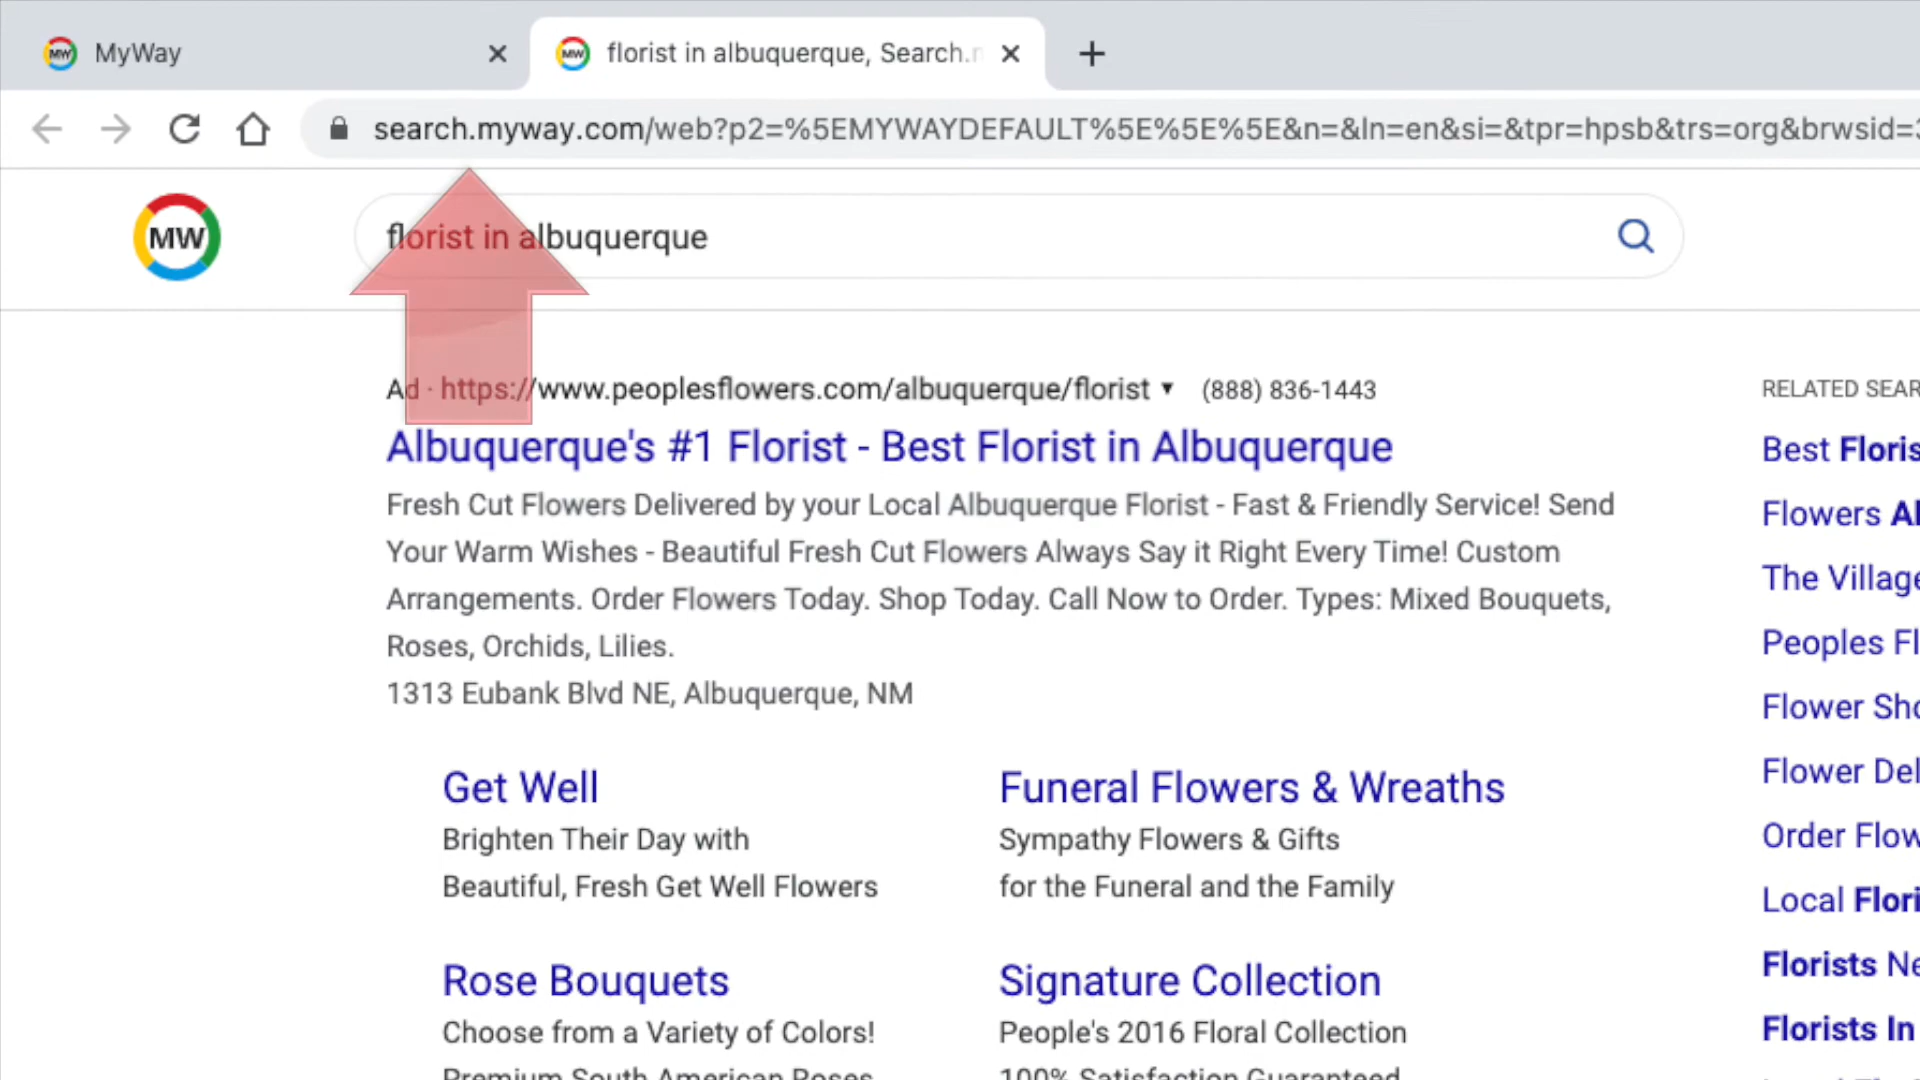 MyWay
florist in albuquerque, Search.
search.myway.com/web?p2=%5EMYWAYDEFAULT%5E%5E%5E&n=&ln=en&si=&tpr=hpsb&trs=org&brwsid=
MW
florist in albuquerque
Ad · https://www.peoplesflowers.com/albuquerque/florist ▼ (888) 836-1443
RELATED SEAR
Albuquerque's #1 Florist - Best Florist in Albuquerque
Fresh Cut Flowers Delivered by your Local Albuquerque Florist - Fast & Friendly Service! Send
Your Warm Wishes - Beautiful Fresh Cut Flowers Always Say it Right Every Time! Custom
Arrangements. Order Flowers Today. Shop Today. Call Now to Order. Types: Mixed Bouquets,
Roses, Orchids, Lilies.
1313 Eubank Blvd NE, Albuquerque, NM
Get Well
Brighten Their Day with
Beautiful, Fresh Get Well Flowers
Funeral Flowers & Wreaths
Sympathy Flowers & Gifts
for the Funeral and the Family
Rose Bouquets
Choose from a Variety of Colors!
Premium South American Roses
Signature Collection
People's 2016 Floral Collection
100% Satisfaction Guaranteed
Best Floris
Flowers Al
The Village
Peoples Fl
Flower Sho
Flower Del
Order Flow
Local Flori
Florists Ne
Florists In